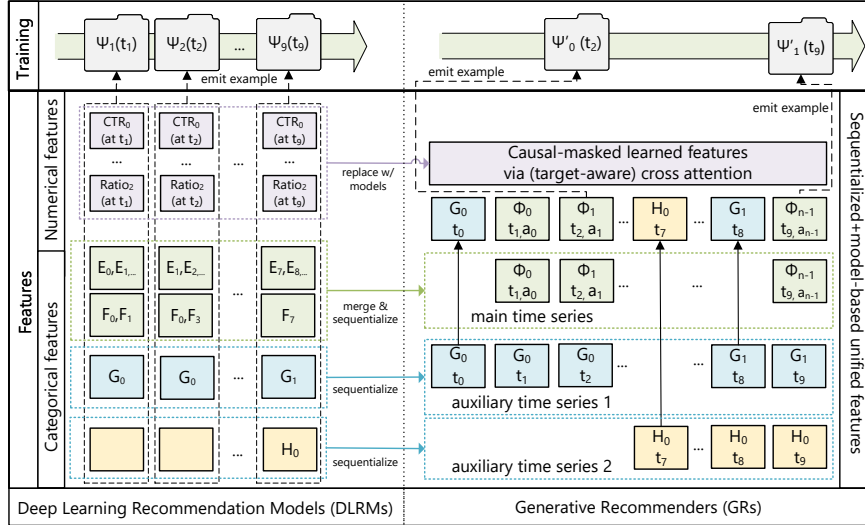 Training
Ψ1(t1)
Ψ2(t2)
...
Ψ9(t9)
emit example
Ψ'0 (t2)
Ψ'1 (t9)
emit example
emit example
Features
Numerical features
CTR0
(at t1)
CTR0
(at t2)
CTR0
(at t9)
...
...
...
...
Ratio2
(at t1)
Ratio2
(at t2)
Ratio2
(at t9)
replace w/
models
Causal-masked learned features
via (target-aware) cross attention
G0
t0
Φ0
t1,a0
Φ1
t2, a1
...
H0
t7
...
G1
t8
Φn-1
t9, an-1
Categorical features
E0,E1,...
E1,E2,...
E7,E8,...
...
F0,F1
F0,F3
F7
merge &
sequentialize
Φ0
t1,a0
Φ1
t2, a1
...
...
Φn-1
t9, an-1
main time series
G0
G0
...
G1
sequentialize
G0
t0
G0
t1
G0
t2
...
G1
t8
G1
t9
auxiliary time series 1
...
H0
sequentialize
H0
t7
...
H0
t8
H0
t9
auxiliary time series 2
Sequentialized+model-based unified features
Deep Learning Recommendation Models (DLRMs)
Generative Recommenders (GRs)